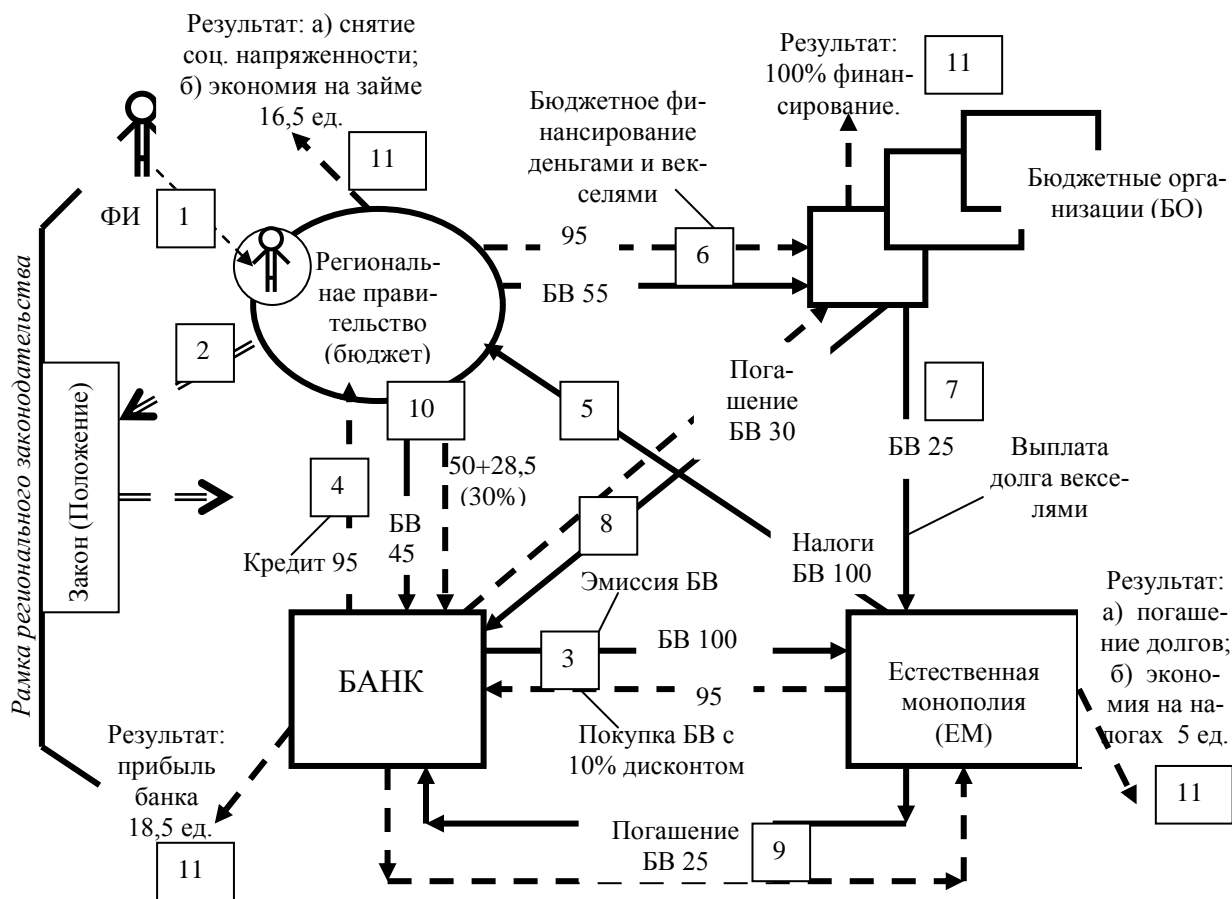 Результат: а) снятие
соц. напряженности;
б) экономия на займе
16,5 ед.
11
Результат:
100% финан-
сирование.
11
Бюджетное фи-
нансирование
деньгами и век-
селями
Бюджетные орга-
низации (БО)
ФИ
1
95
6
БВ 55
Региональ-
нае прави-
тельство
(бюджет)
Рамка регионального законодательства
Закон (Положение)
2
10
5
Пога-
шение
БВ 30
7
БВ 25
Выплата
долга вексе-
лями
4
50+28,5
(30%)
БВ
45
8
Кредит 95
Налоги
БВ 100
Эмиссия БВ
БВ 100
3
95
БАНК
Покупка БВ с
10% дисконтом
Естественная
монополия
(ЕМ)
Результат:
а) погаше-
ние долгов;
б) эконо-
мия на на-
логах 5 ед.
11
Результат:
прибыль
банка
18,5 ед.
11
Погашение
БВ 25
9